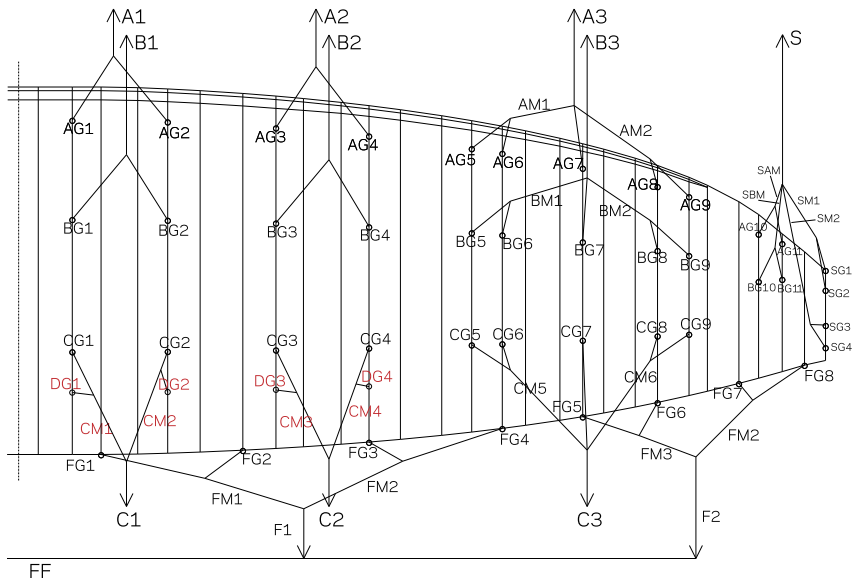 A1 A2 A3
B1 B2 B3 S
AM1 AM2
AG1 AG2 AG3 AG4 AG5 AG6 AG7 AG8 AG9
SAM
SBM SM1
SM2
BM1 BM2
AG10 AG11
BG1 BG2 BG3 BG4 BG5 BG6 BG7 BG8 BG9
BG10 BG11
SG1
SG2
SG3
SG4
CG1 CG2 CG3 CG4 CG5 CG6 CG7 CG8 CG9
DG1 DG2 DG3 DG4
CM5 CM6
CM1 CM2 CM3 CM4
FG8
FG7
FG5 FG6
FG4
FG1 FG2 FG3
FM1 FM2 FM3 FM2
C1 C2 C3
F1 F2
FF